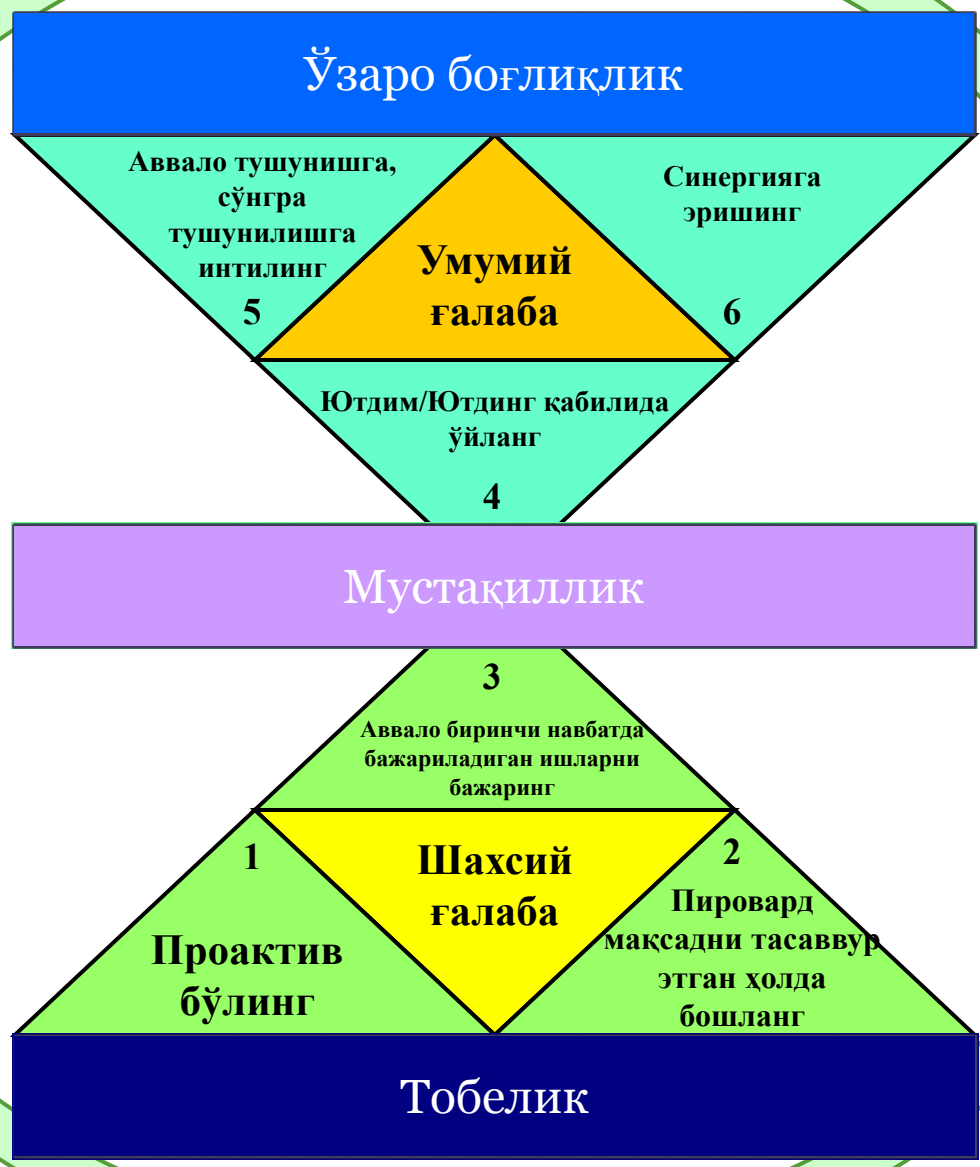 Ўзаро боғлиқлик
Аввало тушунишга,
сўнгра
тушунилишга
интилинг
5
Умумий
ғалаба
Синергияга
эришинг
6
Ютдим/Ютдинг қабилида
ўйланг
4
Мустақиллик
3
Аввало биринчи навбатда
бажариладиган ишларни
бажаринг
1
Проактив
бўлинг
Шахсий
ғалаба
2
Пировард
мақсадни тасаввур
этган ҳолда
бошланг
Тобелик